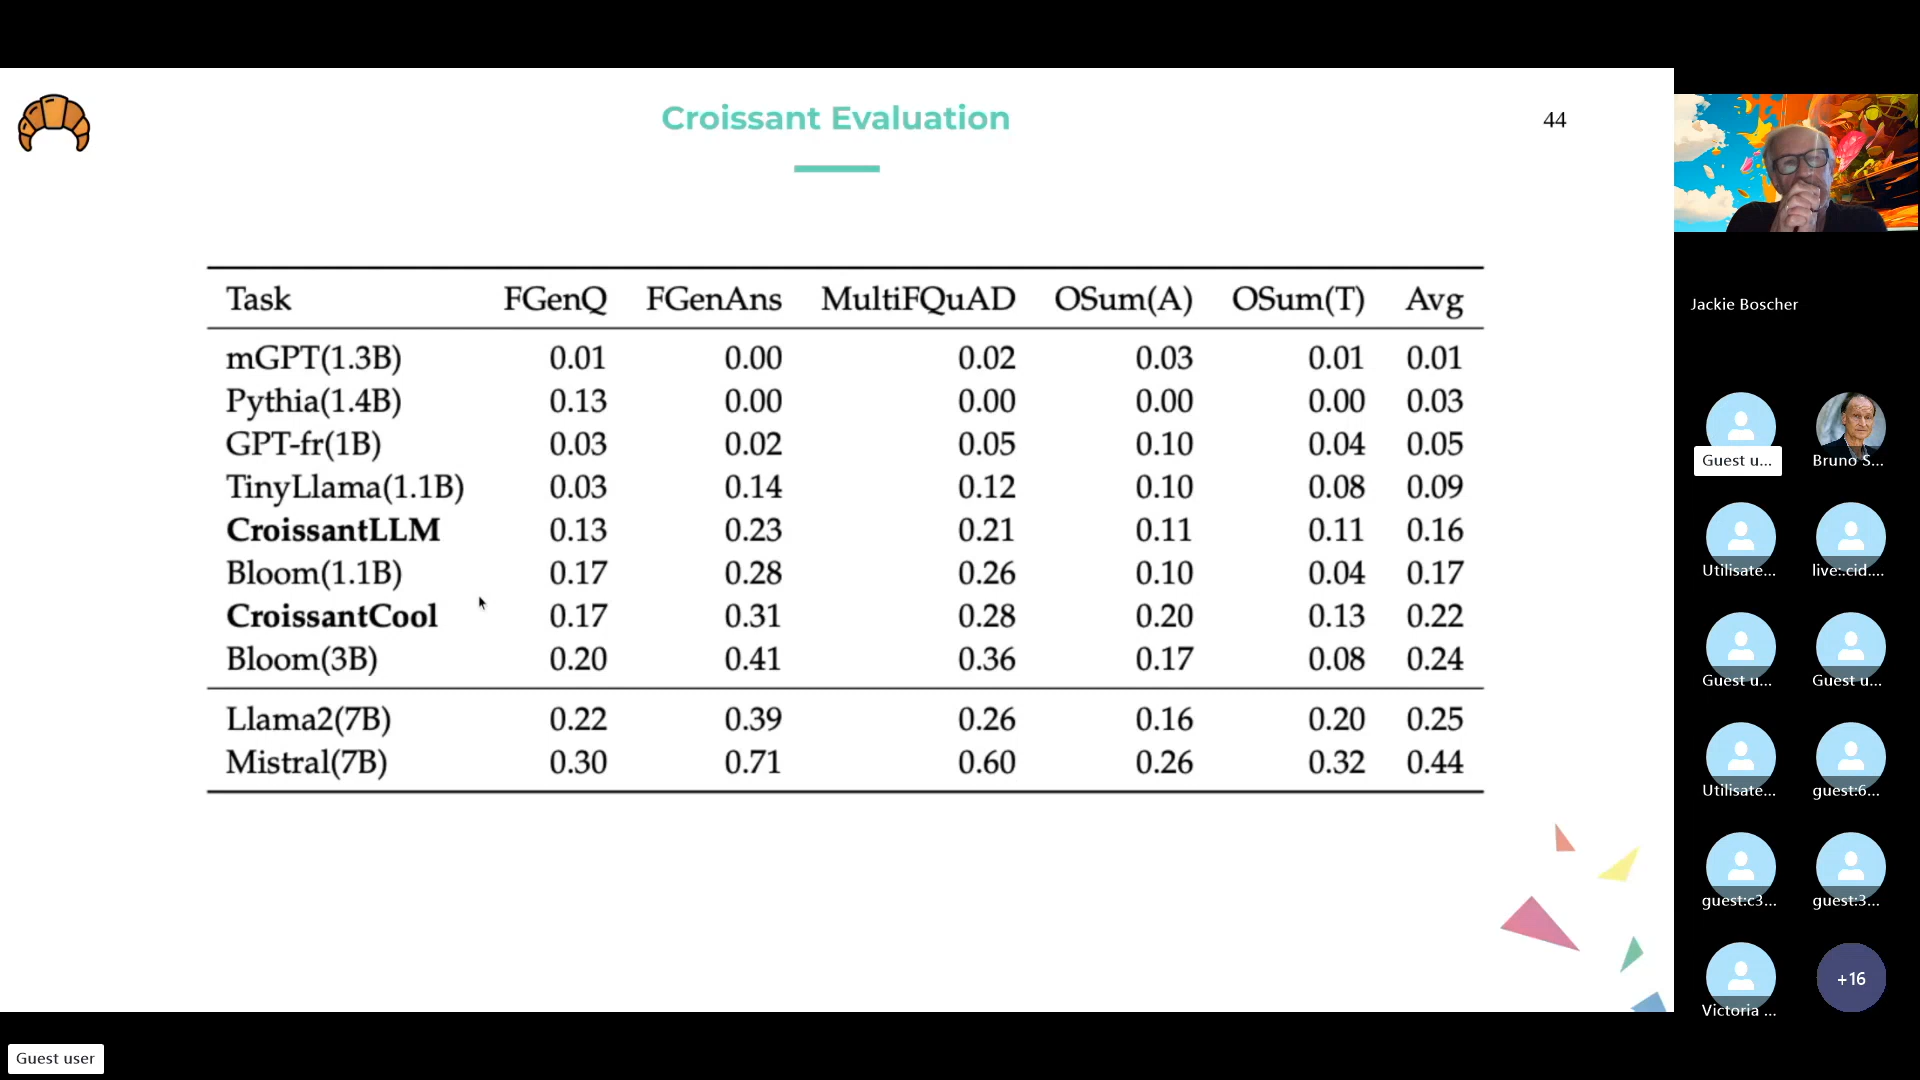 Croissant Evaluation
44
Task FGenQ FGenAns MultiFQuAD OSum(A) OSum(T) Avg
mGPT(1.3B) 0.01 0.00 0.02 0.03 0.01 0.01
Pythia(1.4B) 0.13 0.00 0.00 0.00 0.00 0.03
GPT-fr(1B) 0.03 0.02 0.05 0.10 0.04 0.05
TinyLlama(1.1B) 0.03 0.14 0.12 0.10 0.08 0.09
CroissantLLM 0.13 0.23 0.21 0.11 0.11 0.16
Bloom(1.1B) 0.17 0.28 0.26 0.10 0.04 0.17
CroissantCool 0.17 0.31 0.28 0.20 0.13 0.22
Bloom(3B) 0.20 0.41 0.36 0.17 0.08 0.24
Llama2(7B) 0.22 0.39 0.26 0.16 0.20 0.25
Mistral(7B) 0.30 0.71 0.60 0.26 0.32 0.44
Jackie Boscher
Guest u... Bruno S...
Utilisate... live:.cid....
Guest u... Guest u...
Utilisate... guest:6...
guest:c3... guest:3...
Victoria ... +16
Guest user